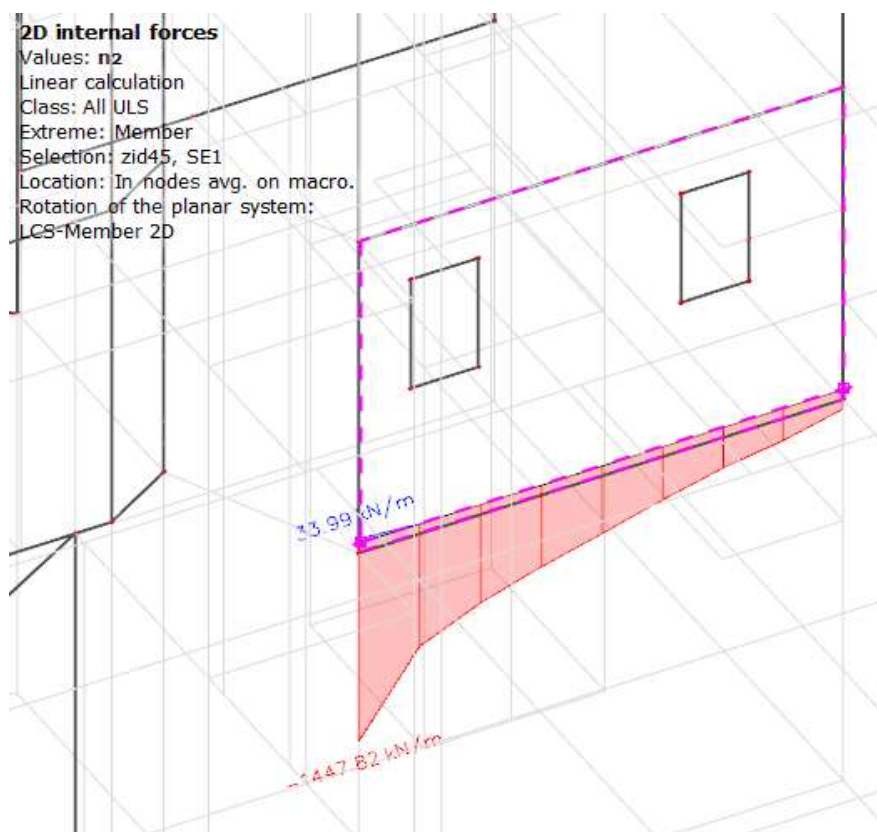 2D internal forces
Values: n2
Linear calculation
Class: All ULS
Extreme: Member
Selection: zid45, SE1
Location: In nodes avg. on macro.
Rotation of the planar system:
LCS-Member 2D
33.99 kN/m
-1447.82 kN/m